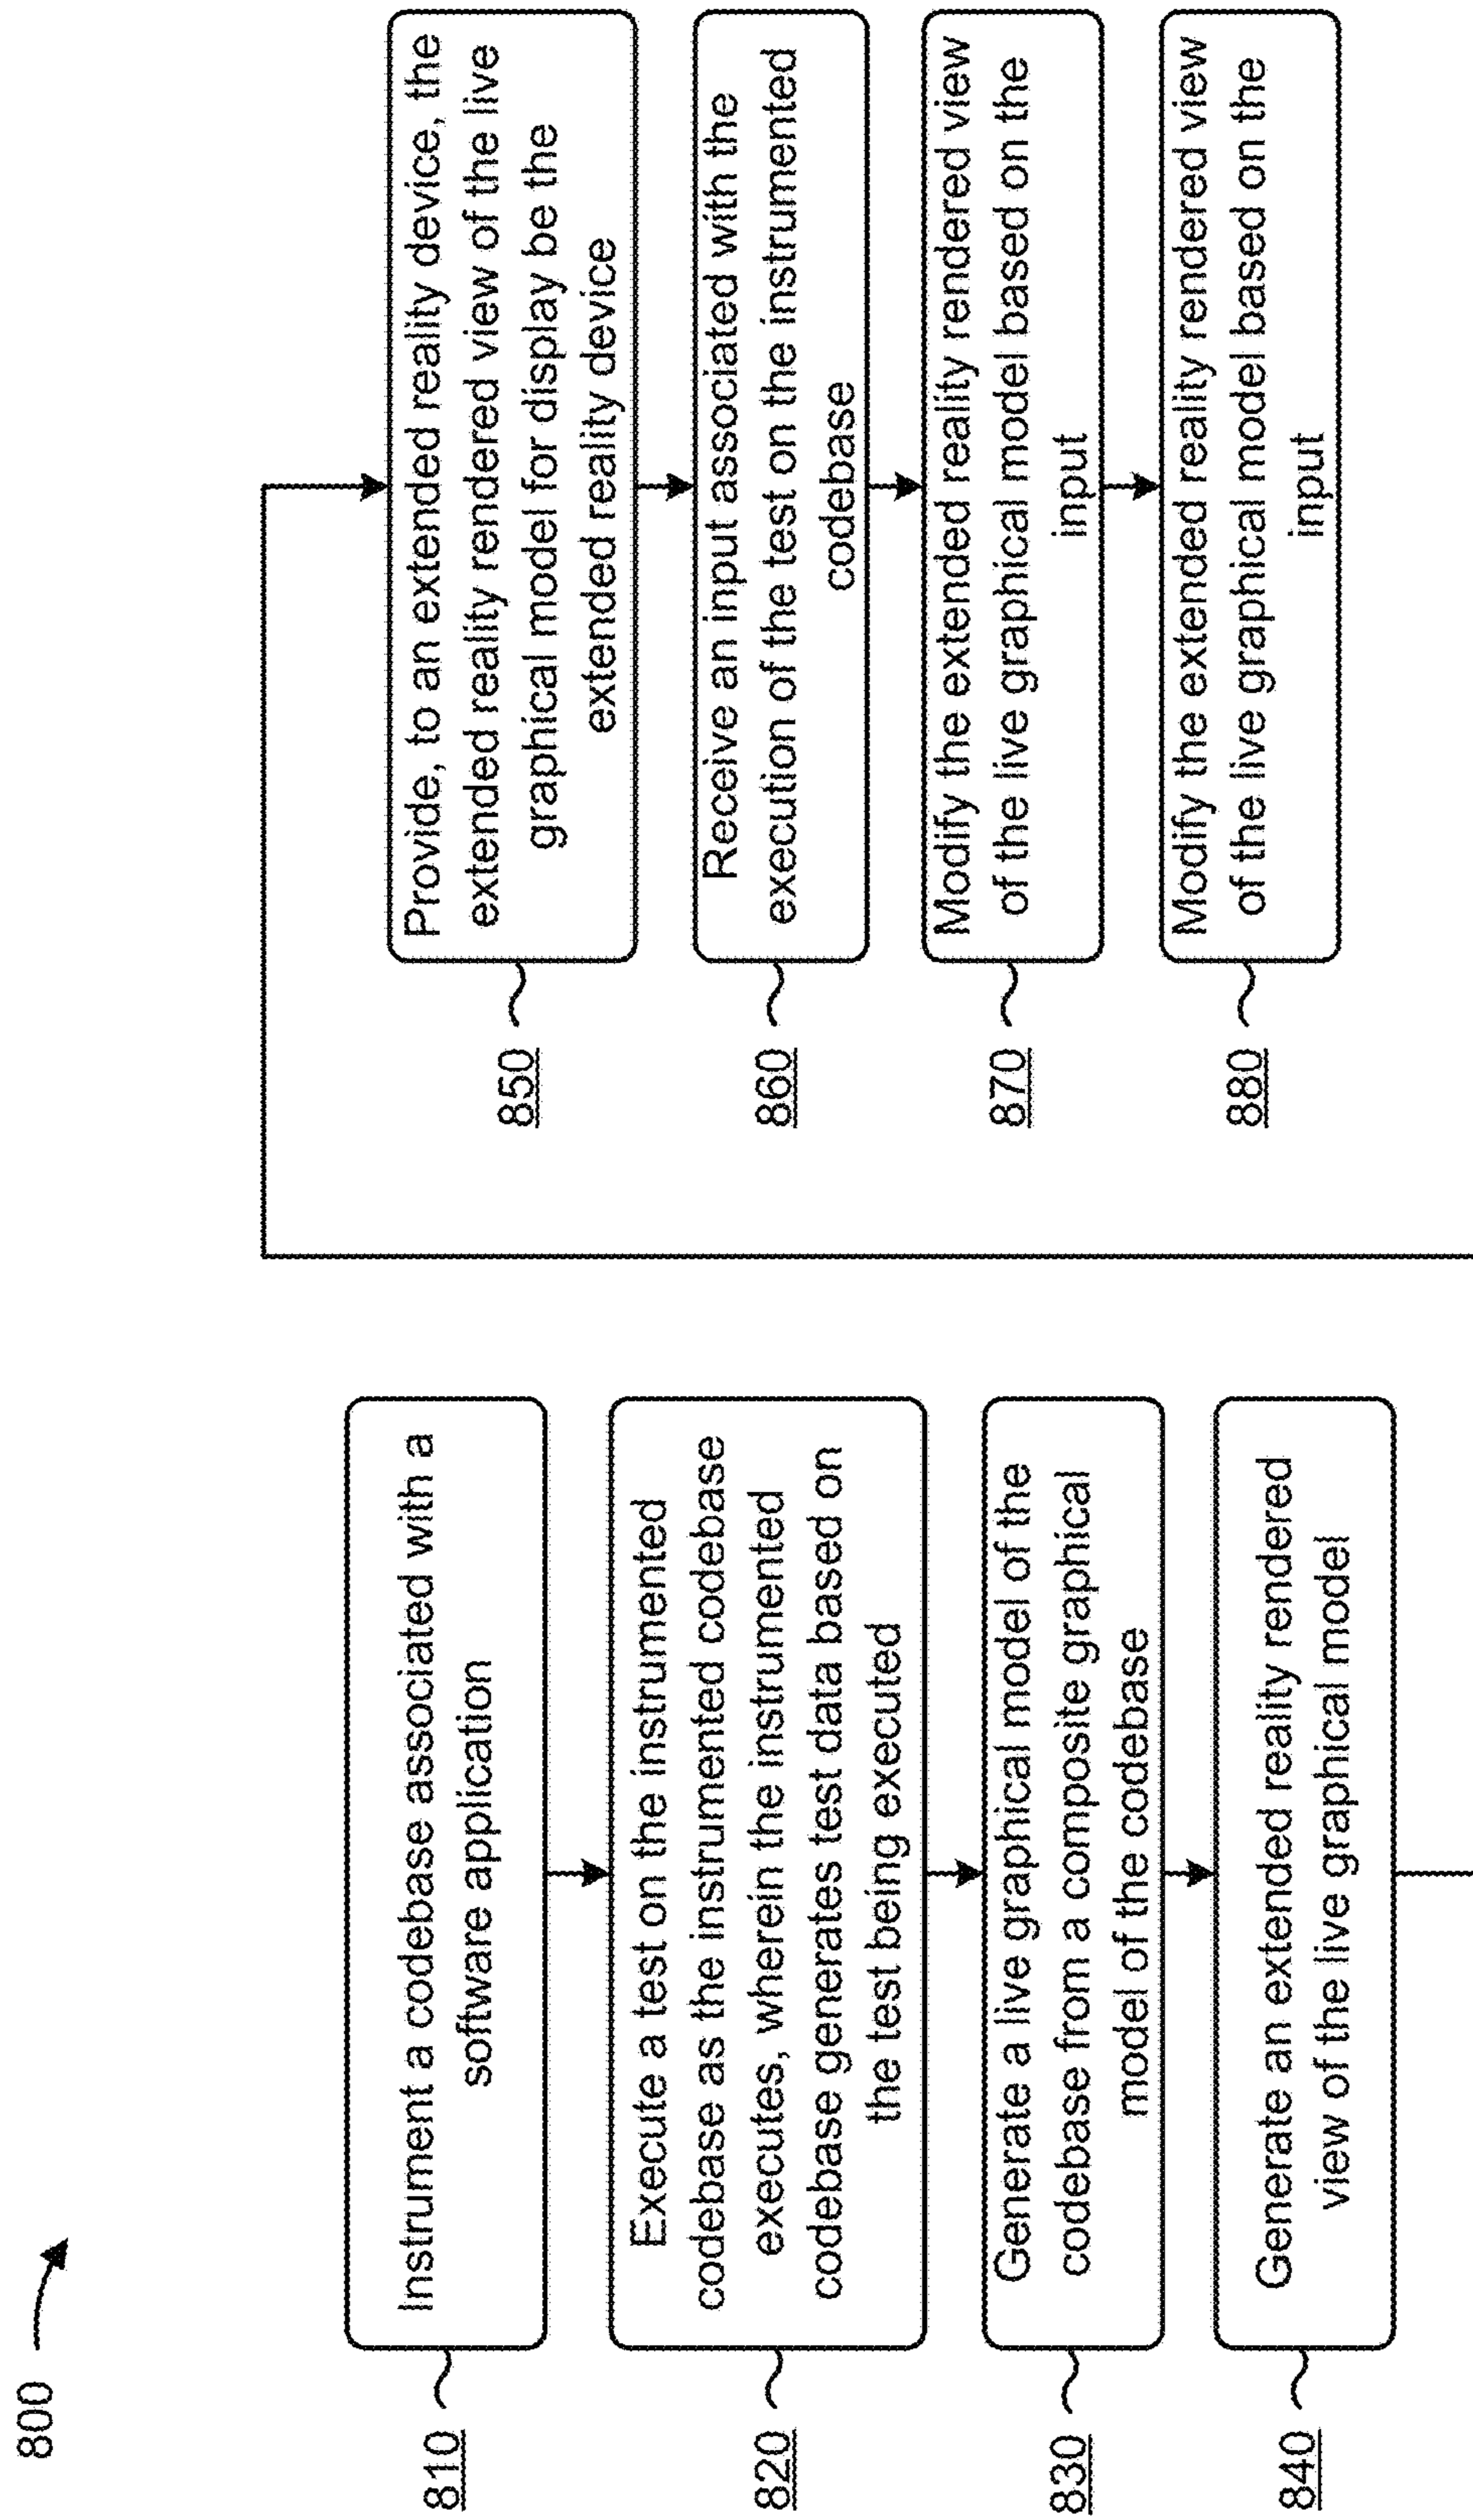 800
810
Instrument a codebase associated with a
software application
820
Execute a test on the instrumented
codebase as the instrumented codebase
executes, wherein the instrumented
codebase generates test data based on
the test being executed
830
Generate a live graphical model of the
codebase from a composite graphical
model of the codebase
840
Generate an extended reality rendered
view of the live graphical model
850
Provide, to an extended reality device, the
extended reality rendered view of the live
graphical model for display be the
extended reality device
860
Receive an input associated with the
execution of the test on the instrumented
codebase
870
Modify the extended reality rendered view
of the live graphical model based on the
input
880
Modify the extended reality rendered view
of the live graphical model based on the
input